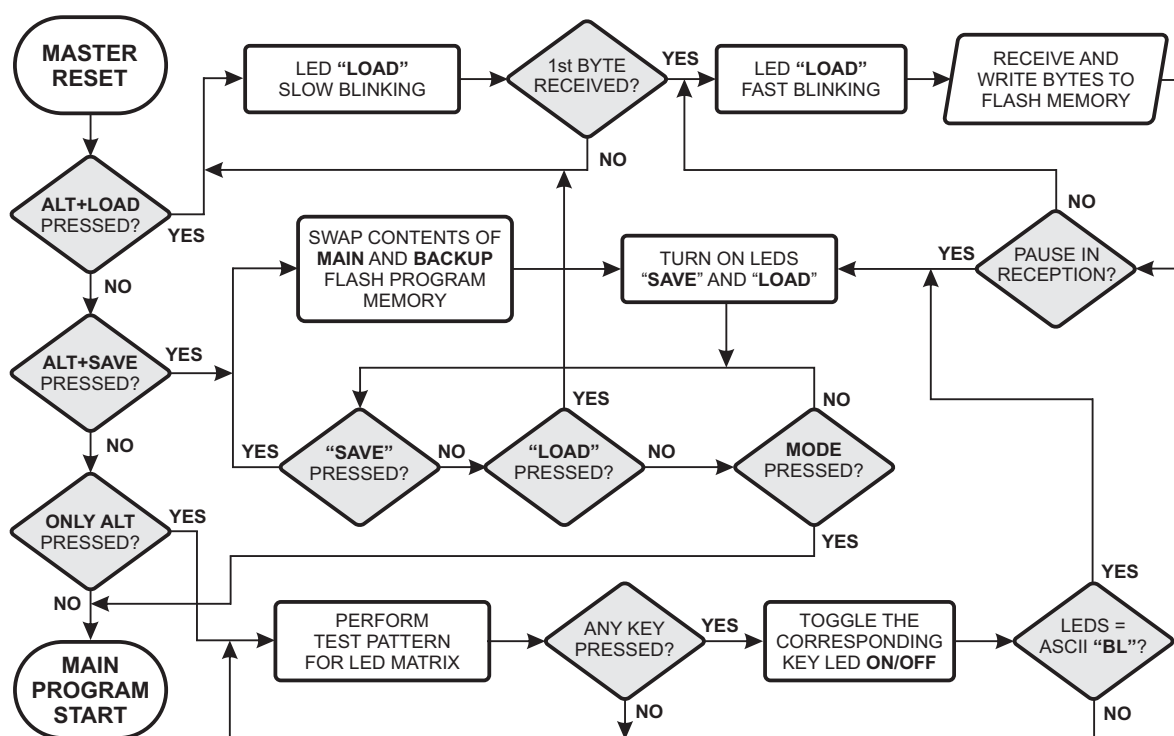 MASTER
RESET
LED “LOAD”
SLOW BLINKING
1st BYTE
RECEIVED?
YES
LED “LOAD”
FAST BLINKING
RECEIVE AND
WRITE BYTES TO
FLASH MEMORY
NO
ALT+LOAD
PRESSED?
YES
NO
SWAP CONTENTS OF
MAIN AND BACKUP
FLASH PROGRAM
MEMORY
TURN ON LEDS
“SAVE” AND “LOAD”
YES
PAUSE IN
RECEPTION?
NO
ALT+SAVE
PRESSED?
YES
NO
YES
“SAVE”
PRESSED?
NO
YES
“LOAD”
PRESSED?
NO
NO
MODE
PRESSED?
YES
ONLY ALT
PRESSED?
YES
NO
PERFORM
TEST PATTERN
FOR LED MATRIX
ANY KEY
PRESSED?
YES
NO
TOGGLE THE
CORRESPONDING
KEY LED ON/OFF
YES
LEDS =
ASCII “BL”?
NO
MAIN
PROGRAM
START